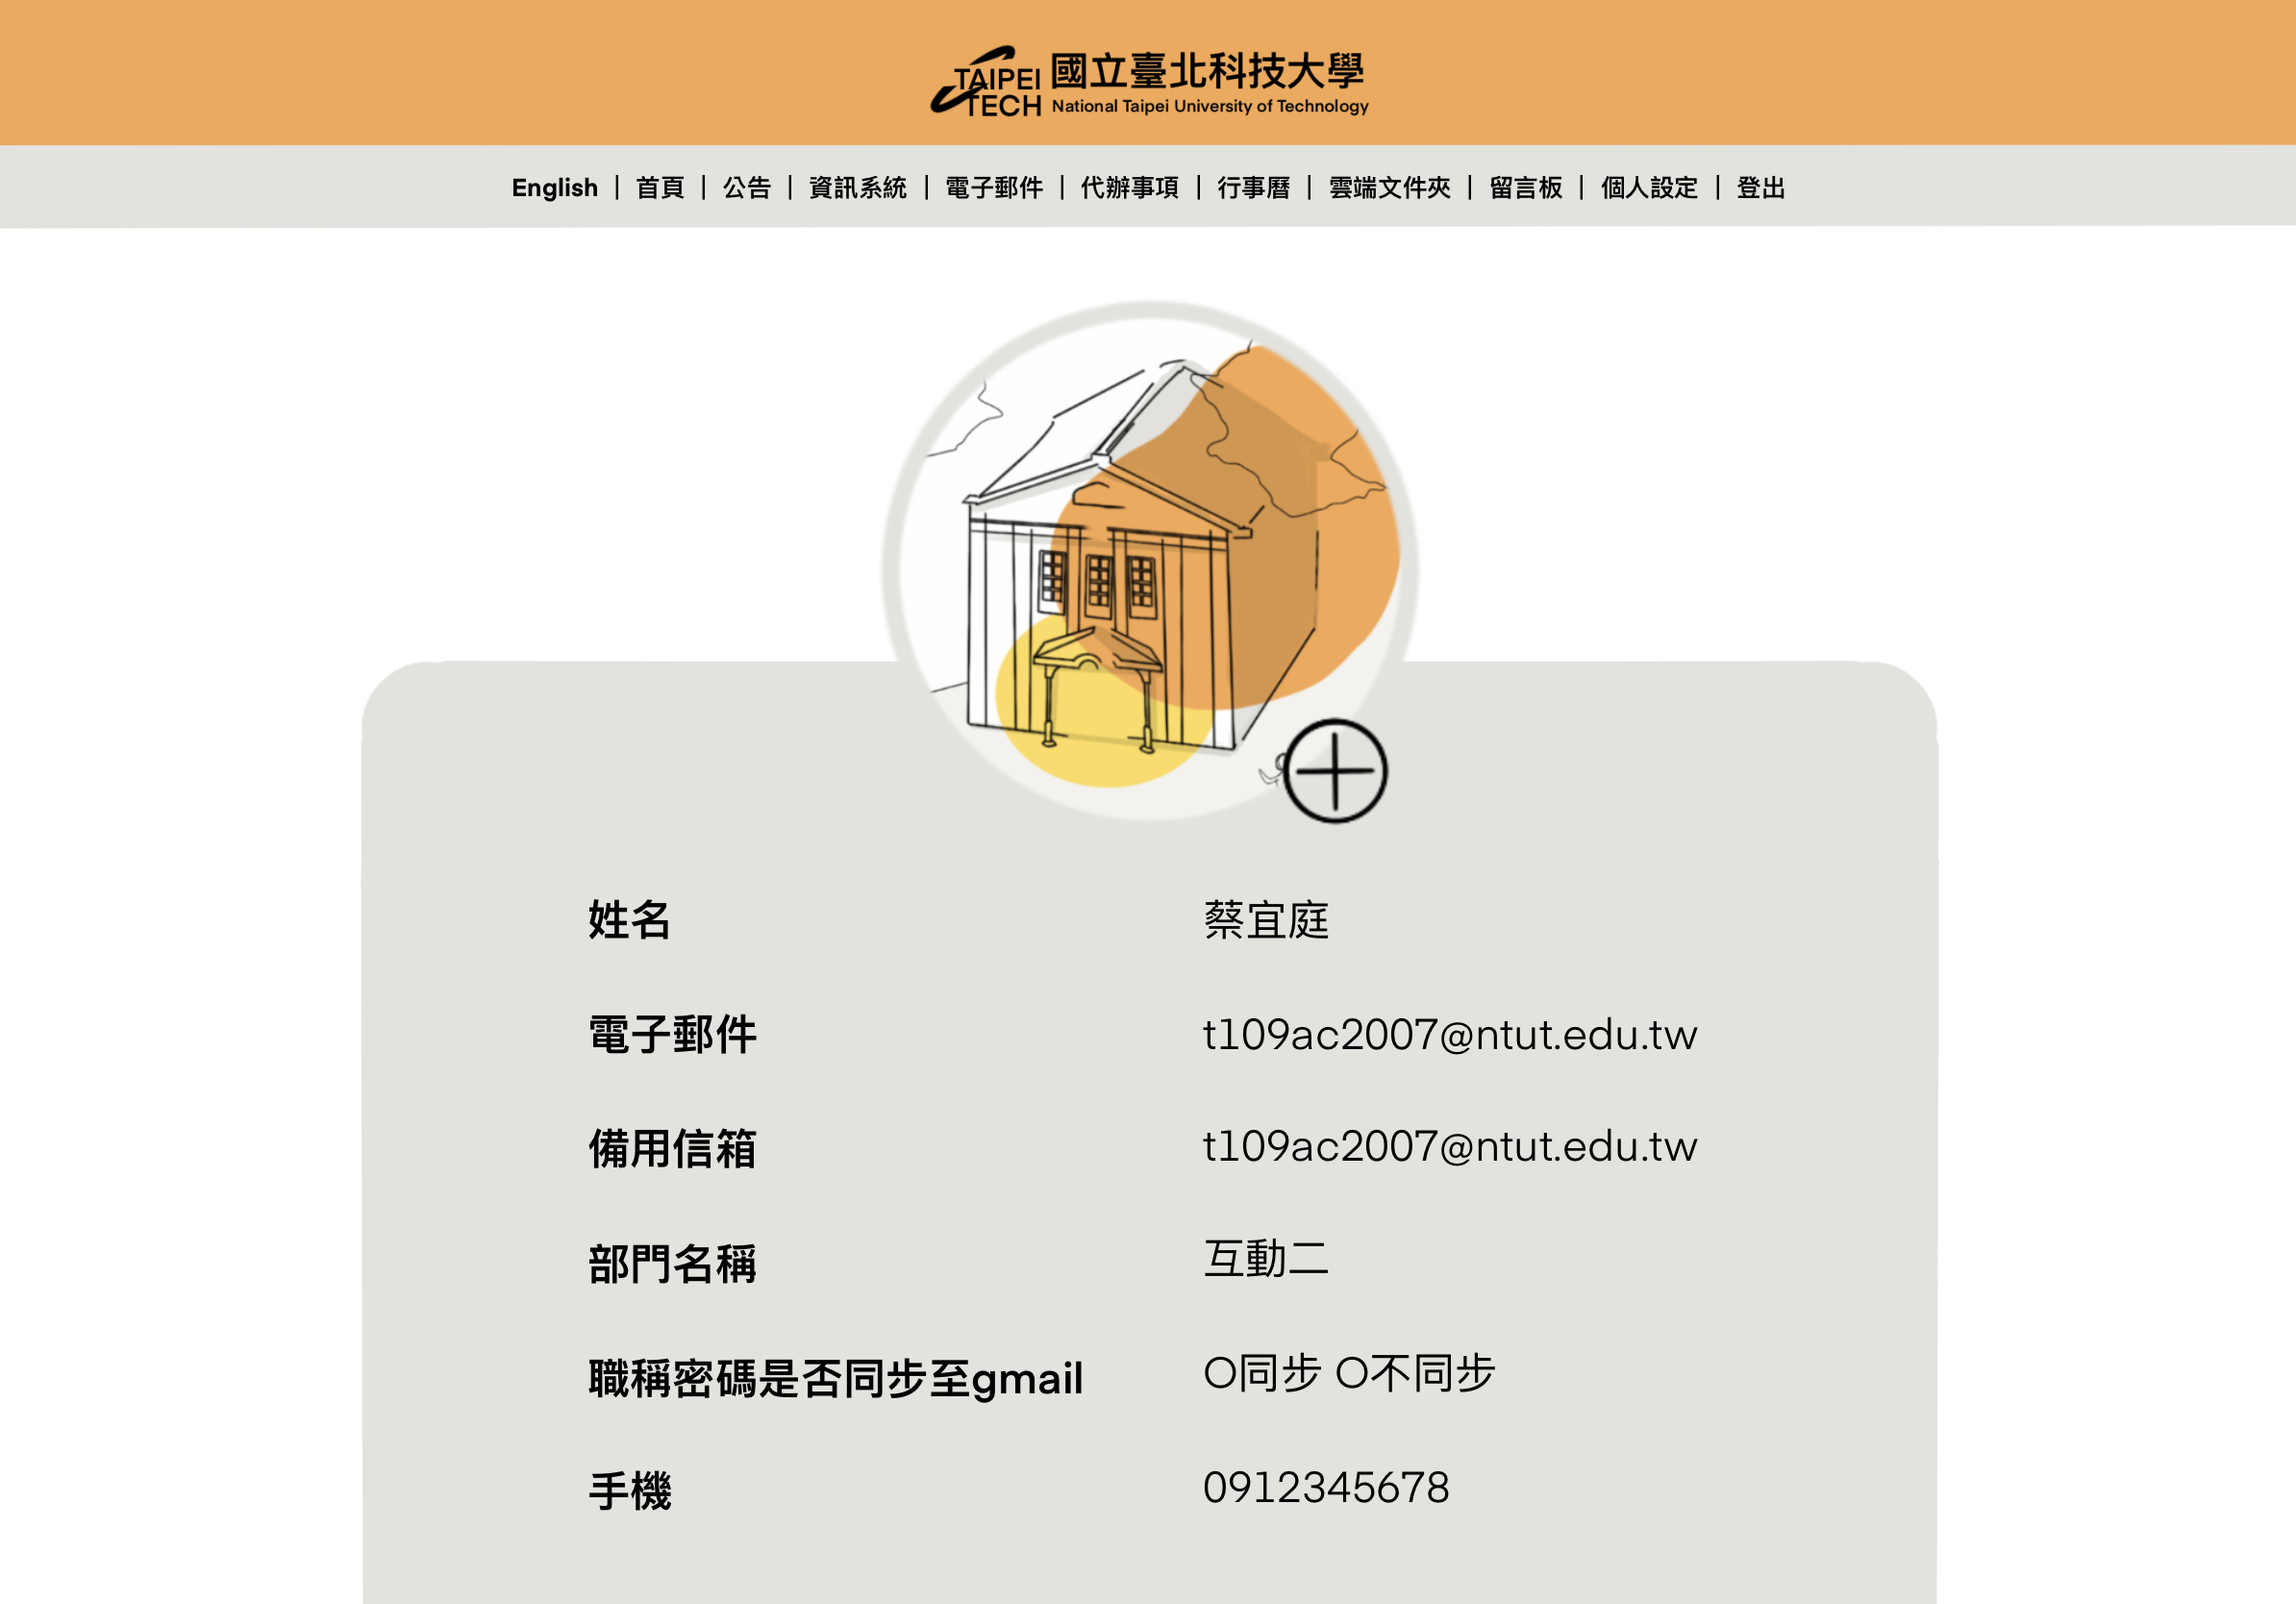 TAIPEI
TECH
國立臺北科技大學
National Taipei University of Technology
English | 首頁 | 公告 | 資訊系統 | 電子郵件 | 代辦事項 | 行事曆 | 雲端文件夾 | 留言板 | 個人設定 | 登出
姓名 蔡宜庭
電子郵件 t109ac2007@ntut.edu.tw
備用信箱 t109ac2007@ntut.edu.tw
部門名稱 互動二
職稱密碼是否同步至gmail ○同步 ○不同步
手機 0912345678